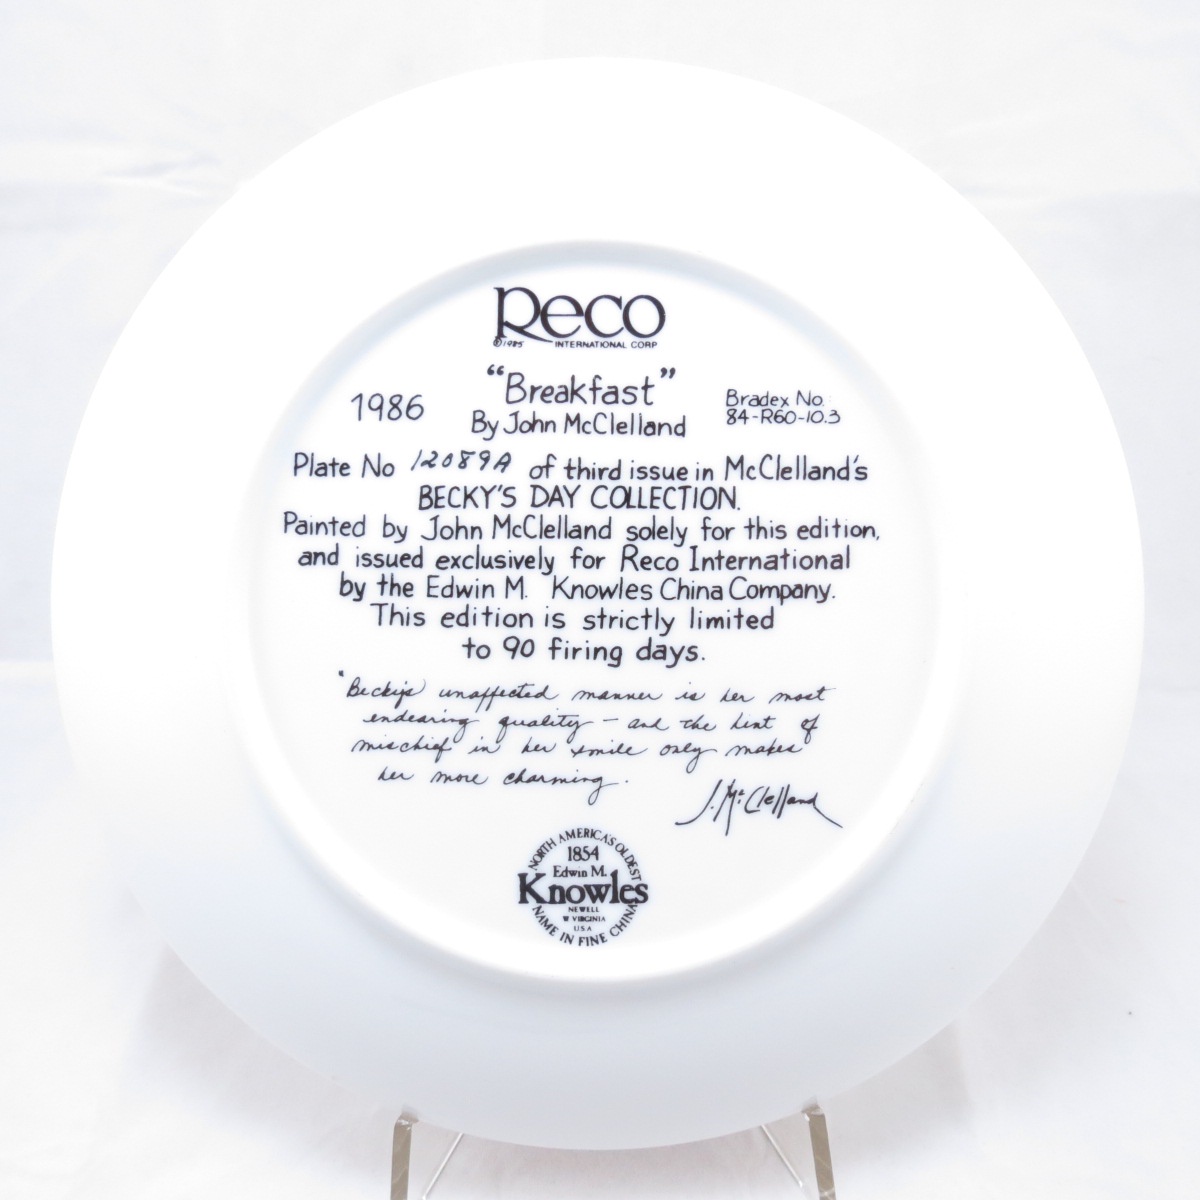 Reco
©1985 INTERNATIONAL CORP
"Breakfast"
1986
By John McClelland
Bradex No.
84-R60-10.3
Plate No 12089A of third issue in McClelland's
BECKY'S DAY COLLECTION.
Painted by John McClelland solely for this edition,
and issued exclusively for Reco International
by the Edwin M. Knowles China Company.
This edition is strictly limited
to 90 firing days.
"Becky's unaffected manner is her most
endearing quality – and the hint of
mischief in her smile only makes
her more charming.
J. McClelland
NORTH AMERICA'S OLDEST
1854
Edwin M.
Knowles
NEWELL
W VIRGINIA
USA
NAME IN FINE CHINA